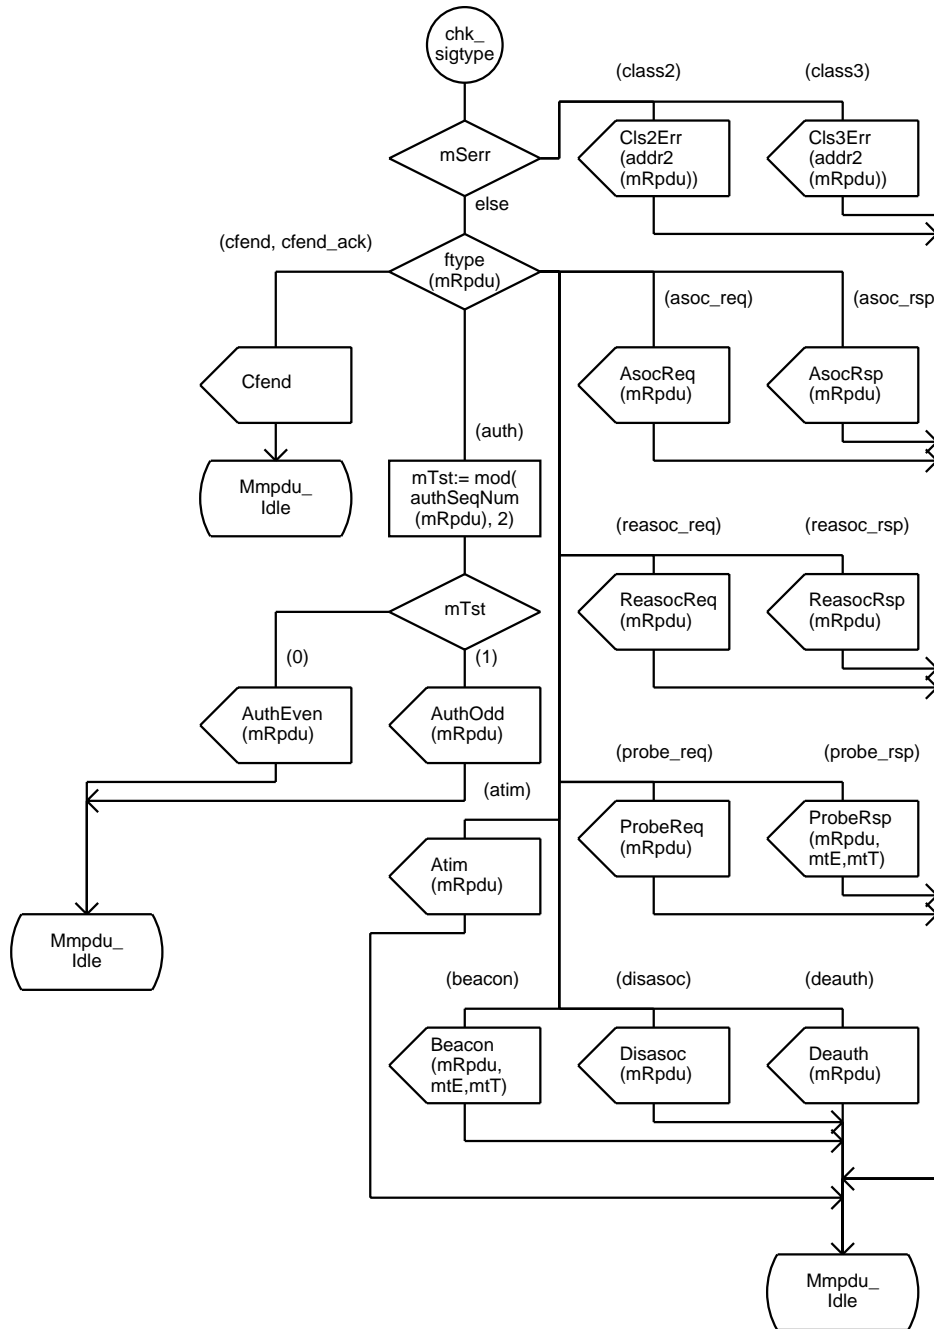 chk_
sigtype
(class2)
(class3)
mSerr
Cls2Err
(addr2
(mRpdu))
Cls3Err
(addr2
(mRpdu))
else
(cfend, cfend_ack)
ftype
(mRpdu)
(asoc_req)
(asoc_rsp
Cfend
AsocReq
(mRpdu)
AsocRsp
(mRpdu)
(auth)
Mmpdu_
Idle
mTst:= mod(
authSeqNum
(mRpdu), 2)
(reasoc_req)
(reasoc_rsp)
mTst
ReasocReq
(mRpdu)
ReasocRsp
(mRpdu)
(0)
(1)
AuthEven
(mRpdu)
AuthOdd
(mRpdu)
(probe_req)
(probe_rsp)
(atim)
ProbeReq
(mRpdu)
ProbeRsp
(mRpdu,
mtE,mtT)
Atim
(mRpdu)
Mmpdu_
Idle
(beacon)
(disasoc)
(deauth)
Beacon
(mRpdu,
mtE,mtT)
Disasoc
(mRpdu)
Deauth
(mRpdu)
Mmpdu_
Idle